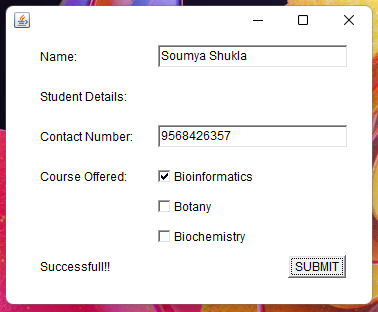 Name: Soumya Shukla
Student Details:
Contact Number: 9568426357
Course Offered: Bioinformatics
Botany
Biochemistry
Successfull!! SUBMIT